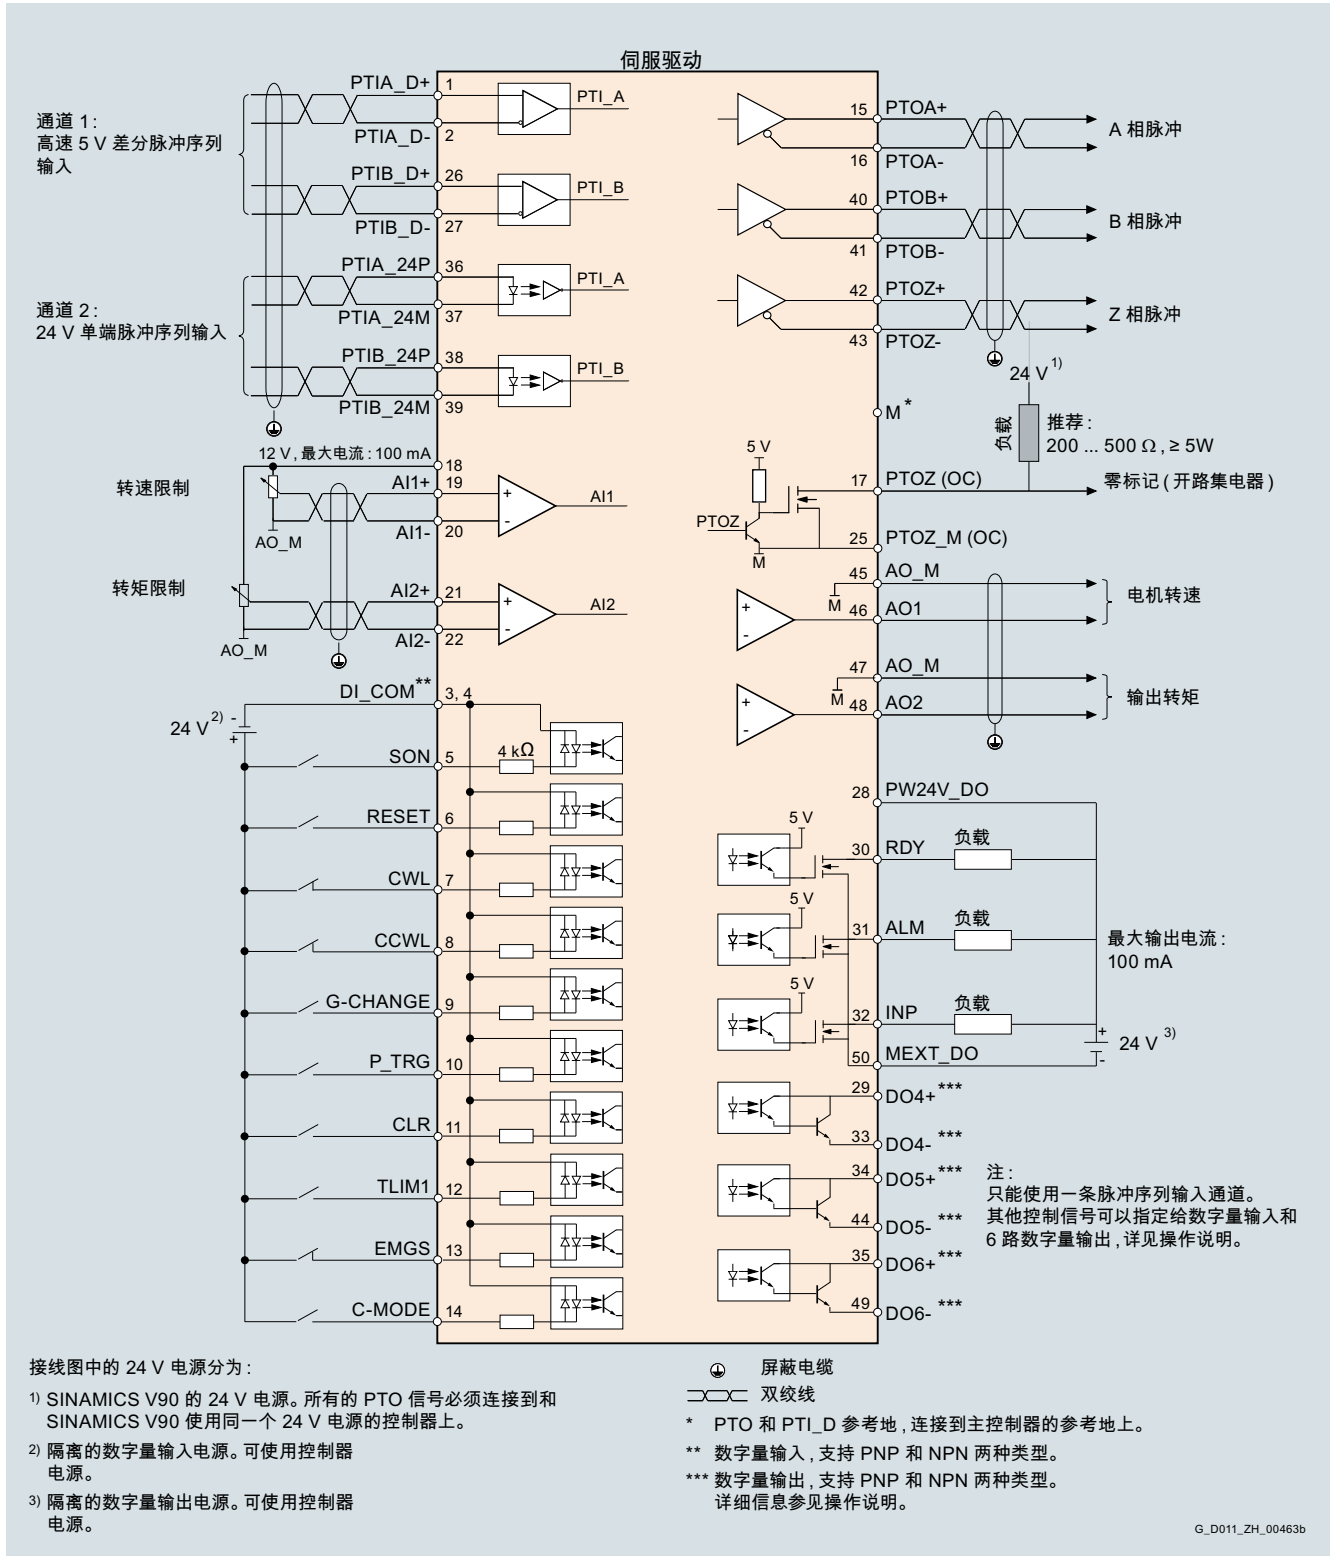 伺服驱动
通道 1:
高速 5 V 差分脉冲序列
输入
PTIA_D+
1
PTI_A
PTIA_D-
2
PTIB_D+
26
PTI_B
PTIB_D-
27
通道 2:
24 V 单端脉冲序列输入
PTIA_24P
36
PTI_A
PTIA_24M
37
PTIB_24P
38
PTI_B
PTIB_24M
39
12 V , 最大电流 : 100 mA
18
转速限制
AI1+
19
+
-
AI1
AI1-
20
AO_M
转矩限制
AI2+
21
+
-
AI2
AI2-
22
AO_M
DI_COM**
3, 4
24 V 2)
-
+
SON
5
4 kΩ
RESET
6
CWL
7
CCWL
8
G-CHANGE
9
P_TRG
10
CLR
11
TLIM1
12
EMGS
13
C-MODE
14
15
PTOA+
A 相脉冲
16
PTOA-
40
PTOB+
B 相脉冲
41
PTOB-
42
PTOZ+
Z 相脉冲
43
PTOZ-
24 V 1)
M *
负载
推荐 :
200 ... 500 Ω , ≥ 5W
5 V
17
PTOZ (OC)
零标记 ( 开路集电器 )
PTOZ
M
25
PTOZ_M (OC)
45
AO_M
M
电机转速
+
-
46
AO1
47
AO_M
M
输出转矩
+
-
48
AO2
28
PW24V_DO
5 V
30
RDY
负载
5 V
31
ALM
负载
最大输出电流 :
100 mA
5 V
32
INP
负载
+
24 V 3)
-
50
MEXT_DO
29
DO4+ ***
33
DO4- ***
34
DO5+ ***
44
DO5- ***
35
DO6+ ***
49
DO6- ***
注 :
只能使用一条脉冲序列输入通道。
其他控制信号可以指定给数字量输入和
6 路数字量输出 , 详见操作说明。
接线图中的 24 V 电源分为 :
1) SINAMICS V90 的 24 V 电源。所有的 PTO 信号必须连接到和
SINAMICS V90 使用同一个 24 V 电源的控制器上。
2) 隔离的数字量输入电源。可使用控制器
电源。
3) 隔离的数字量输出电源。可使用控制器
电源。
屏蔽电缆
双绞线
* PTO 和 PTI_D 参考地 , 连接到主控制器的参考地上。
** 数字量输入 , 支持 PNP 和 NPN 两种类型。
*** 数字量输出 , 支持 PNP 和 NPN 两种类型。
详细信息参见操作说明。
G_D011_ZH_00463b